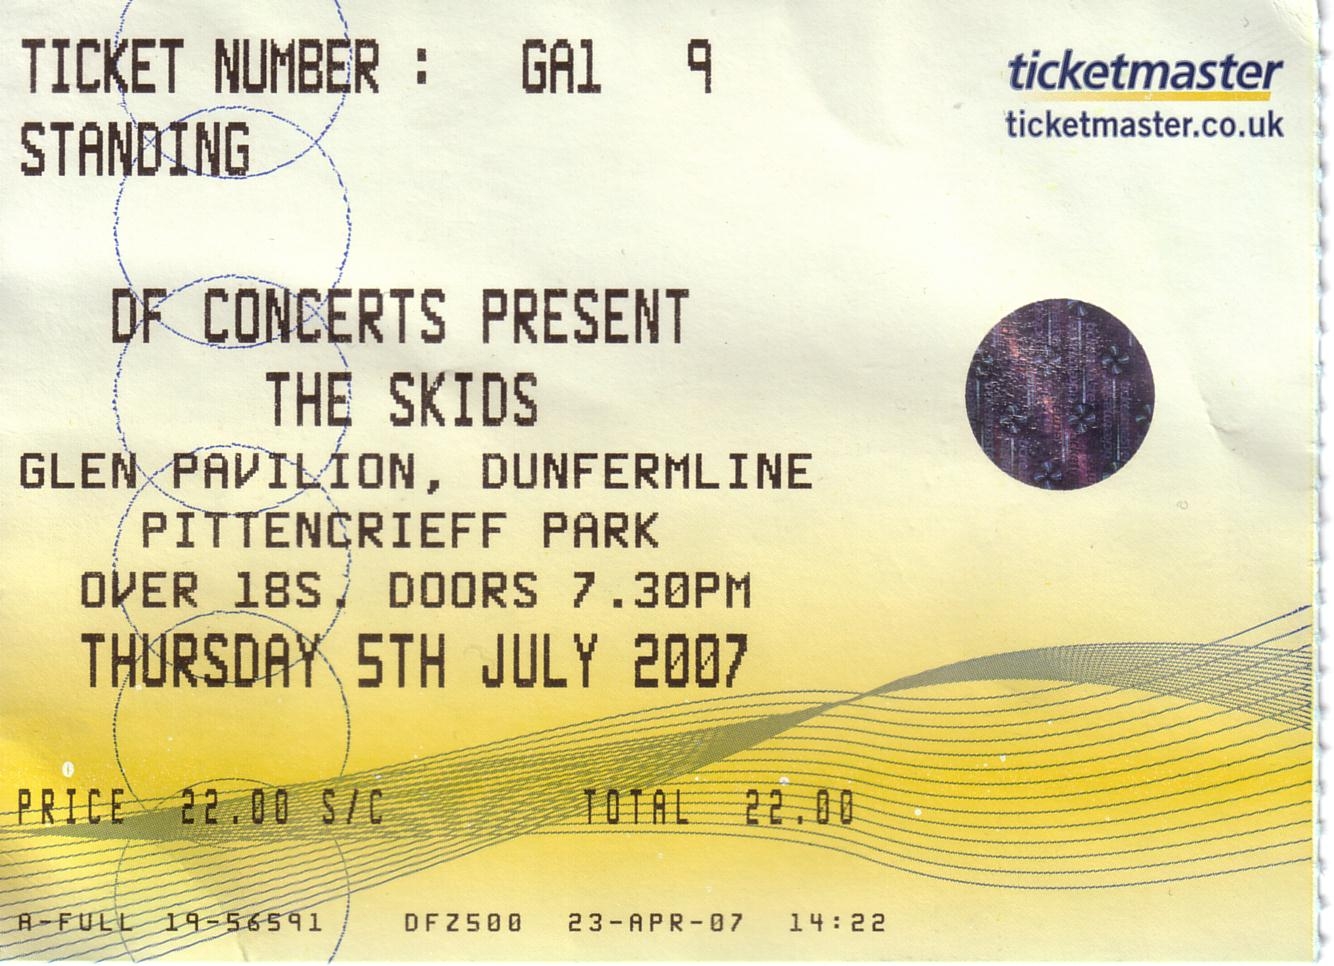 TICKET NUMBER : GA1 9
STANDING
ticketmaster
ticketmaster.co.uk
DF CONCERTS PRESENT
THE SKIDS
GLEN PAVILION, DUNFERMLINE
PITTENCRIEFF PARK
OVER 18S. DOORS 7.30PM
THURSDAY 5TH JULY 2007
PRICE 22.00 S/C TOTAL 22.00
A-FULL 19-56591 DFZ500 23-APR-07 14:22